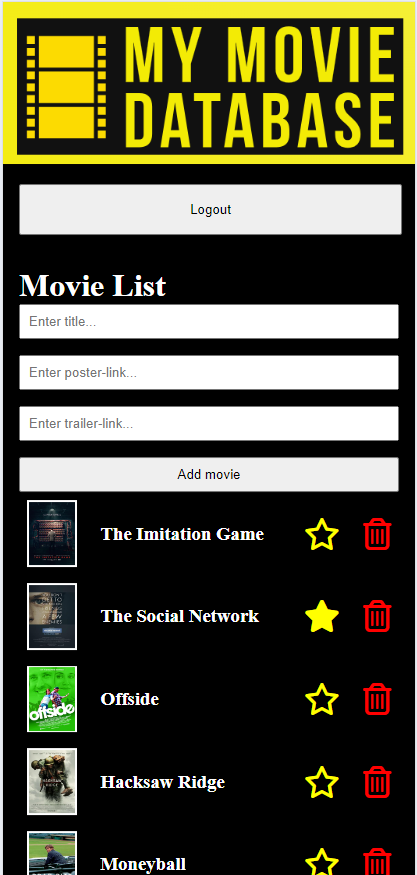 MY MOVIE
DATABASE
Logout
Movie List
Enter title...
Enter poster-link...
Enter trailer-link...
Add movie
The Imitation Game
The Social Network
offside
Offside
Hacksaw Ridge
Moneyball